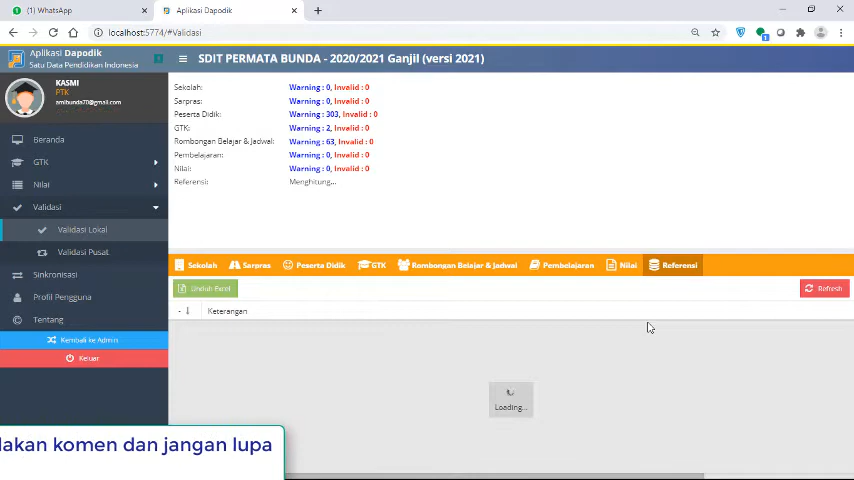 WhatsApp
Aplikasi Dapodik
localhost:5774/#Validasi
Aplikasi Dapodik
Satu Data Pendidikan Indonesia
SDIT PERMATA BUNDA - 2020/2021 Ganjil (versi 2021)
KASMI
PTK
Beranda
GTK
Nilai
Validasi
Validasi Lokal
Validasi Pusat
Sinkronisasi
Profil Pengguna
Tentang
Kembali ke Admin
Keluar
Sekolah: Warning : 0, Invalid : 0
Sarpras: Warning : 0, Invalid : 0
Peserta Didik: Warning : 303, Invalid : 0
GTK: Warning : 2, Invalid : 0
Rombongan Belajar & Jadwal: Warning : 63, Invalid : 0
Pembelajaran: Warning : 0, Invalid : 0
Nilai: Warning : 0, Invalid : 0
Referensi: Menghitung...
Sekolah Sarpras Peserta Didik GTK Rombongan Belajar & Jadwal Pembelajaran Nilai Referensi
Unduh Excel Refresh
Keterangan
Loading...
lakan komen dan jangan lupa